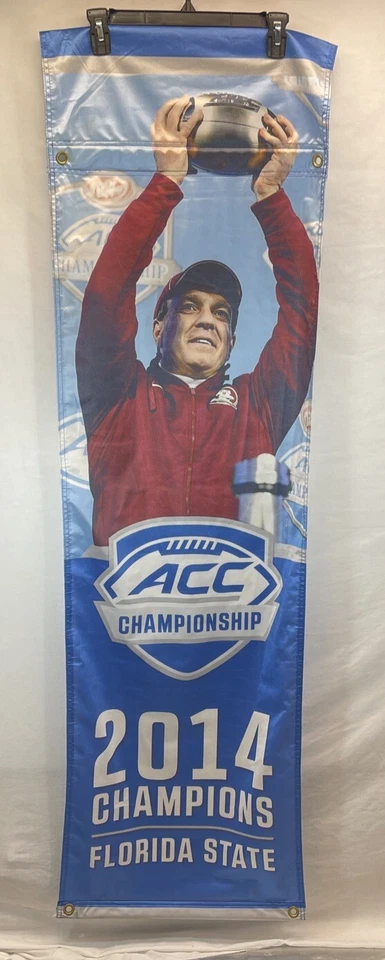 ACC
CHAMPIONSHIP
2014
CHAMPIONS
FLORIDA STATE